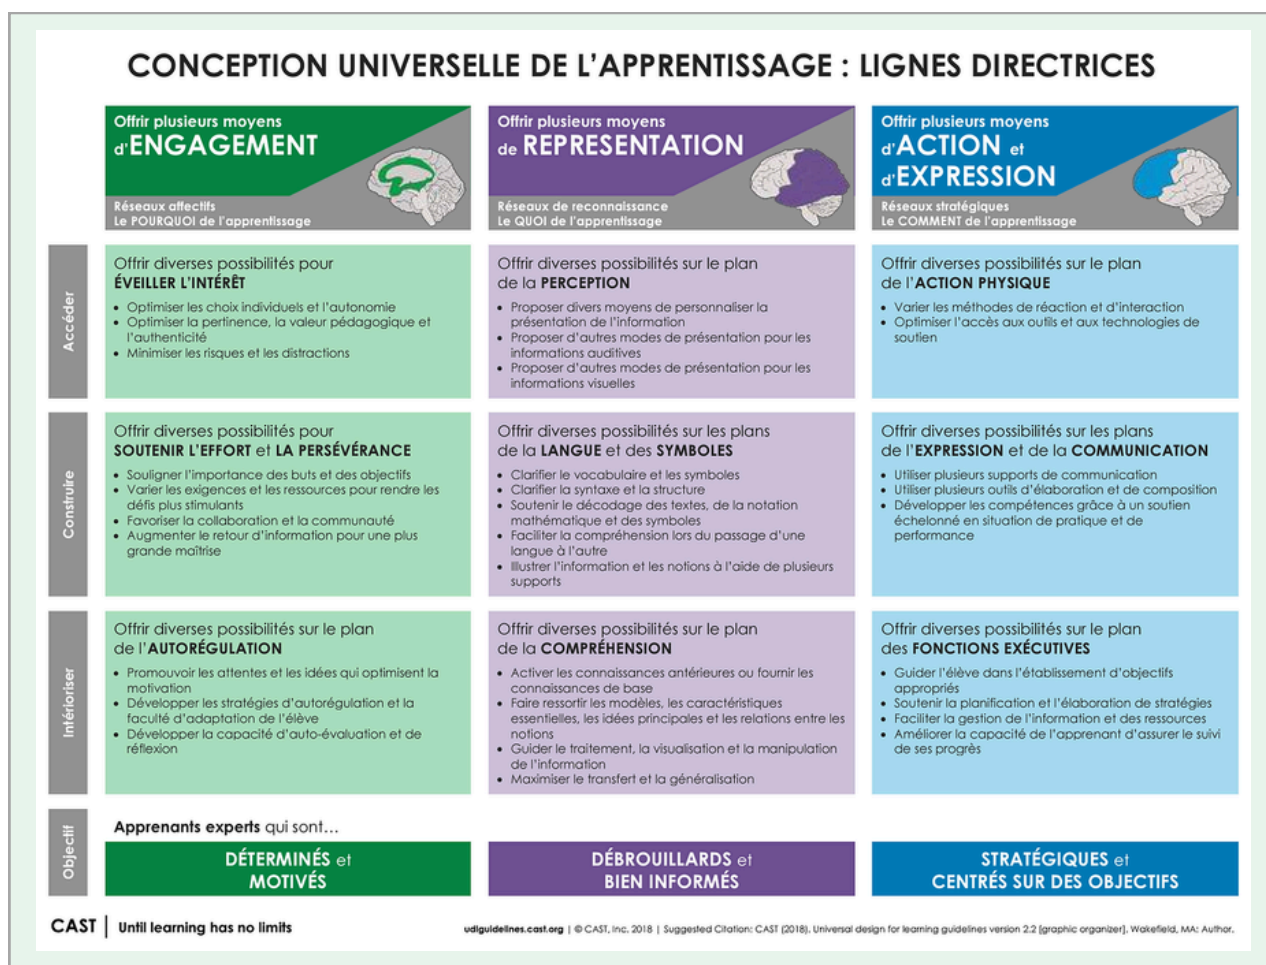 CONCEPTION UNIVERSELLE DE L'APPRENTISSAGE : LIGNES DIRECTRICES
Offrir plusieurs moyens
d'ENGAGEMENT
Réseaux affectifs
Le POURQUOI de l'apprentissage
Offrir plusieurs moyens
de REPRESENTATION
Réseaux de reconnaissance
Le QUOI de l'apprentissage
Offrir plusieurs moyens
d'ACTION et
d'EXPRESSION
Réseaux stratégiques
Le COMMENT de l'apprentissage
Accéder
Offrir diverses possibilités pour
ÉVEILLER L'INTÉRÊT
• Optimiser les choix individuels et l'autonomie
• Optimiser la pertinence, la valeur pédagogique et
l'authenticité
• Minimiser les risques et les distractions
Offrir diverses possibilités sur le plan
de la PERCEPTION
• Proposer divers moyens de personnaliser la
présentation de l'information
• Proposer d'autres modes de présentation pour les
informations auditives
• Proposer d'autres modes de présentation pour les
informations visuelles
Offrir diverses possibilités sur le plan
de l'ACTION PHYSIQUE
• Varier les méthodes de réaction et d'interaction
• Optimiser l'accès aux outils et aux technologies de
soutien
Construire
Offrir diverses possibilités pour
SOUTENIR L'EFFORT et LA PERSÉVÉRANCE
• Souligner l'importance des buts et des objectifs
• Varier les exigences et les ressources pour rendre les
défis plus stimulants
• Favoriser la collaboration et la communauté
• Augmenter le retour d'information pour une plus
grande maîtrise
Offrir diverses possibilités sur les plans
de la LANGUE et des SYMBOLES
• Clarifier le vocabulaire et les symboles
• Clarifier la syntaxe et la structure
• Soutenir le décodage des textes, de la notation
mathématique et des symboles
• Faciliter la compréhension lors du passage d'une
langue à l'autre
• Illustrer l'information et les notions à l'aide de plusieurs
supports
Offrir diverses possibilités sur les plans
de l'EXPRESSION et de la COMMUNICATION
• Utiliser plusieurs supports de communication
• Utiliser plusieurs outils d'élaboration et de composition
• Développer les compétences grâce à un soutien
échelonné en situation de pratique et de
performance
Intérioriser
Offrir diverses possibilités sur le plan
de l'AUTORÉGULATION
• Promouvoir les attentes et les idées qui optimisent la
motivation
• Développer les stratégies d'autorégulation et la
faculté d'adaptation de l'élève
• Développer la capacité d'auto-évaluation et de
réflexion
Offrir diverses possibilités sur le plan
de la COMPRÉHENSION
• Activer les connaissances antérieures ou fournir les
connaissances de base
• Faire ressortir les modèles, les caractéristiques
essentielles, les idées principales et les relations entre les
notions
• Guider le traitement, la visualisation et la manipulation
de l'information
• Maximiser le transfert et la généralisation
Offrir diverses possibilités sur le plan
des FONCTIONS EXÉCUTIVES
• Guider l'élève dans l'établissement d'objectifs
appropriés
• Soutenir la planification et l'élaboration de stratégies
• Faciliter la gestion de l'information et des ressources
• Améliorer la capacité de l'apprenant d'assurer le suivi
de ses progrès
Objectif
Apprenants experts qui sont...
DÉTERMINÉS et
MOTIVÉS
DÉBROUILLARDS et
BIEN INFORMÉS
STRATÉGIQUES et
CENTRÉS SUR DES OBJECTIFS
CAST | Until learning has no limits
udlguidelines.cast.org | © CAST, Inc. 2018 | Suggested Citation: CAST (2018). Universal design for learning guidelines version 2.2 [graphic organizer]. Wakefield, MA: Author.